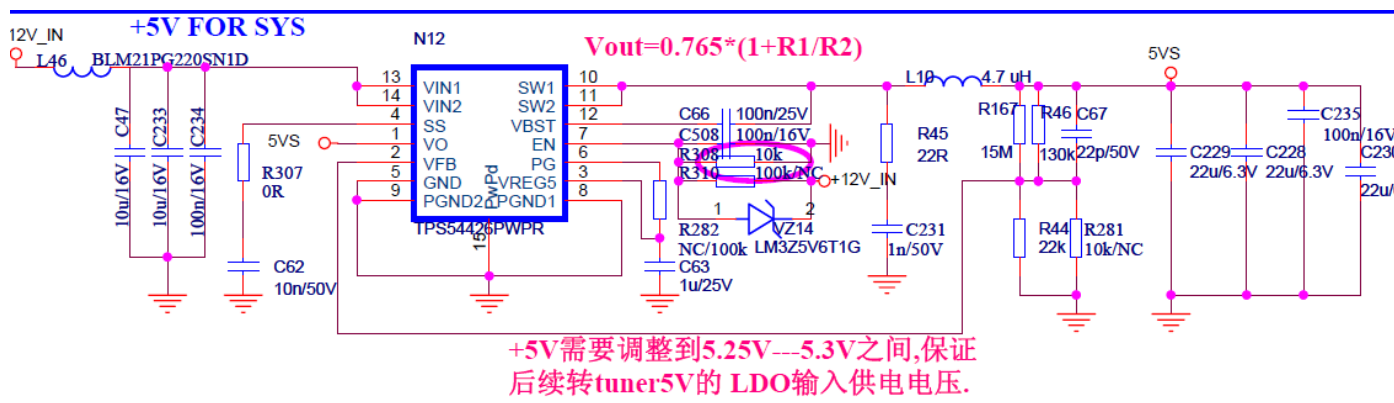 +5V FOR SYS
12V_IN
L46
BLM21PG220SN1D
N12
Vout=0.765*(1+R1/R2)
5VS
13
14
4
1
2
5
9
VIN1
VIN2
SS
VO
VFB
GND
PGND2
PwPd
15
SW1
SW2
VBST
EN
PG
VREG5
PGND1
10
11
12
7
6
3
8
TPS54426PWPR
C47
10u/16V
C233
10u/16V
C234
100n/16V
5VS
R307
0R
C62
10n/50V
C66
100n/25V
C508
100n/16V
R308
10k
R310
100k/NC
+12V_IN
1
2
VZ14
LM3Z5V6T1G
R282
NC/100k
C63
1u/25V
L10
4.7 uH
R45
22R
C231
1n/50V
R167
15M
R46
130k
C67
22p/50V
R44
22k
R281
10k/NC
C229
22u/6.3V
C228
22u/6.3V
C235
100n/16V
C230
+5V需要调整到5.25V---5.3V之间,保证
后续转tuner5V的 LDO输入供电电压.